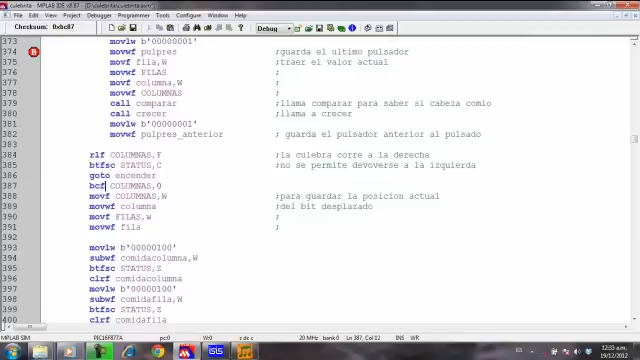 culebrita - MPLAB IDE v8.87 - [D:\culebrita\culebrita.asm*]
File Edit View Project Debugger Programmer Tools Configure Window Help
Debug
Checksum: 0xbc87
373 movlw b'00000001'
374 movwf pulpres ;guarda el ultimo pulsador
375 movf fila,W ;traer el valor actual
376 movwf FILAS ;
377 movf columna,W ;
378 movwf COLUMNAS ;
379 call comparar ;llama comparar para saber si cabeza comio
380 call crecer ;llama a crecer
381 movlw b'00000001'
382 movwf pulpres_anterior ; guarda el pulsador anterior al pulsado
384 rlf COLUMNAS,F ;la culebra corre a la derecha
385 btfsc STATUS,C ;no se permite devoverse a la izquierda
386 goto encender
387 bcf COLUMNAS,0
388 movf COLUMNAS,W ;para guardar la posicion actual
389 movwf columna ;del bit desplazado
390 movf FILAS,w ;
391 movwf fila ;
393 movlw b'00000100'
394 subwf comidacolumna,W
395 btfsc STATUS,Z
396 clrf comidacolumna
397 movlw b'00000100'
398 subwf comidafila,W
399 btfsc STATUS,Z
400 clrf comidafila
MPLAB SIM PIC16F877A pc:0 W:0 z dc c 20 MHz bank 0 Ln 387, Col 12 INS WR
ES 12:33 a.m.
19/12/2012